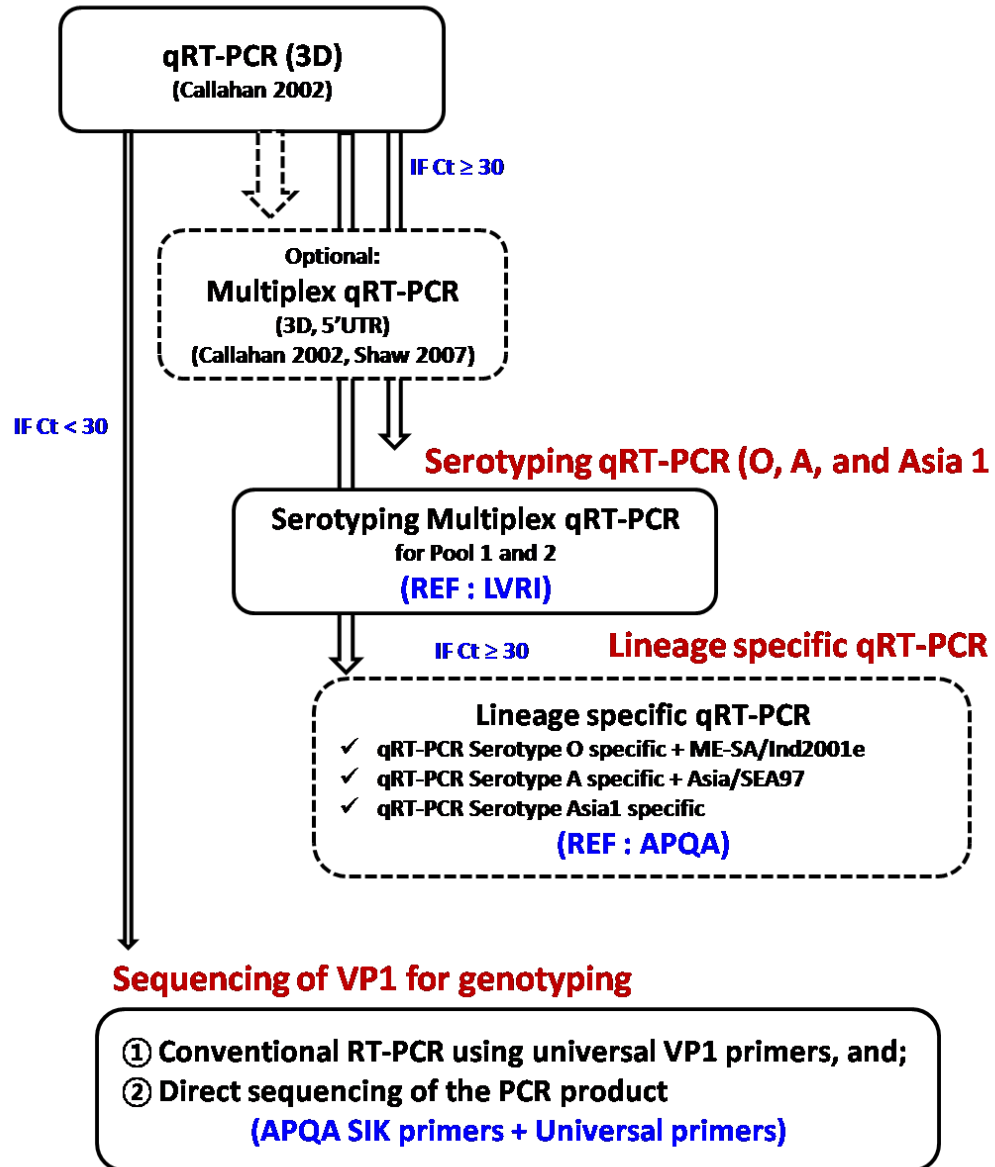 qRT-PCR (3D)
(Callahan 2002)
IF Ct ≥ 30
Optional:
Multiplex qRT-PCR
(3D, 5’UTR)
(Callahan 2002, Shaw 2007)
IF Ct < 30
Serotyping qRT-PCR (O, A, and Asia 1
Serotyping Multiplex qRT-PCR
for Pool 1 and 2
(REF : LVRI)
IF Ct ≥ 30
Lineage specific qRT-PCR
Lineage specific qRT-PCR
✓ qRT-PCR Serotype O specific + ME-SA/Ind2001e
✓ qRT-PCR Serotype A specific + Asia/SEA97
✓ qRT-PCR Serotype Asia1 specific
(REF : APQA)
Sequencing of VP1 for genotyping
① Conventional RT-PCR using universal VP1 primers, and;
② Direct sequencing of the PCR product
(APQA SIK primers + Universal primers)